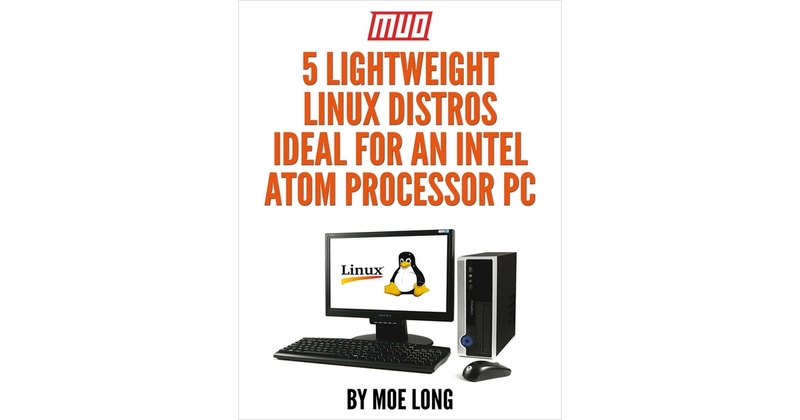 MUO
5 LIGHTWEIGHT
LINUX DISTROS
IDEAL FOR AN INTEL
ATOM PROCESSOR PC
Linux
BY MOE LONG